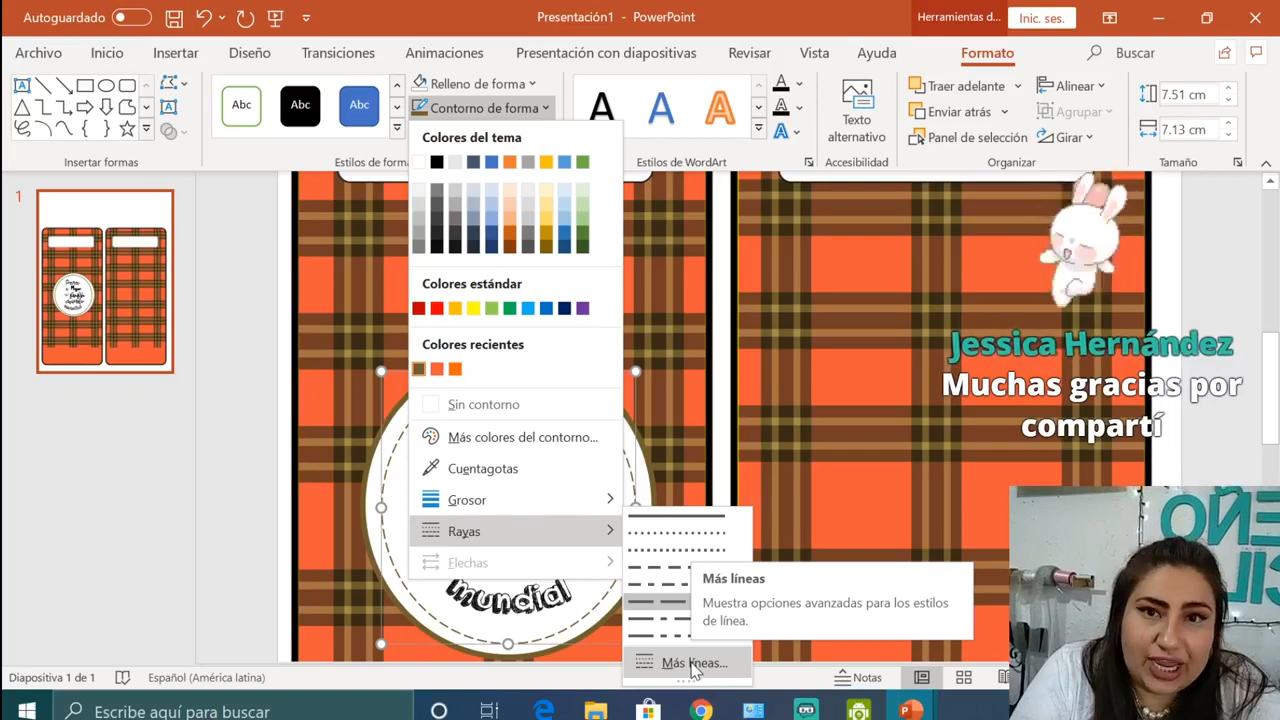 Autoguardado
Presentación1 - PowerPoint
Herramientas d...
Inic. ses.
Archivo
Inicio
Insertar
Diseño
Transiciones
Animaciones
Presentación con diapositivas
Revisar
Vista
Ayuda
Formato
Buscar
Abc
Abc
Abc
Relleno de forma
Contorno de forma
A
A
A
A
A
A
Texto alternativo
Traer adelante
Enviar atrás
Panel de selección
Alinear
Agrupar
Girar
7.51 cm
7.13 cm
Insertar formas
Estilos de forma
Estilos de WordArt
Accesibilidad
Organizar
Tamaño
Colores del tema
Colores estándar
Colores recientes
Sin contorno
Más colores del contorno...
Cuentagotas
Grosor
Rayas
Flechas
Más líneas
Muestra opciones avanzadas para los estilos
de línea.
Más líneas...
1
mundial
Jessica Hernández
Muchas gracias por
compartí
Diapositiva 1 de 1
Español (América latina)
Notas
Escribe aquí para buscar